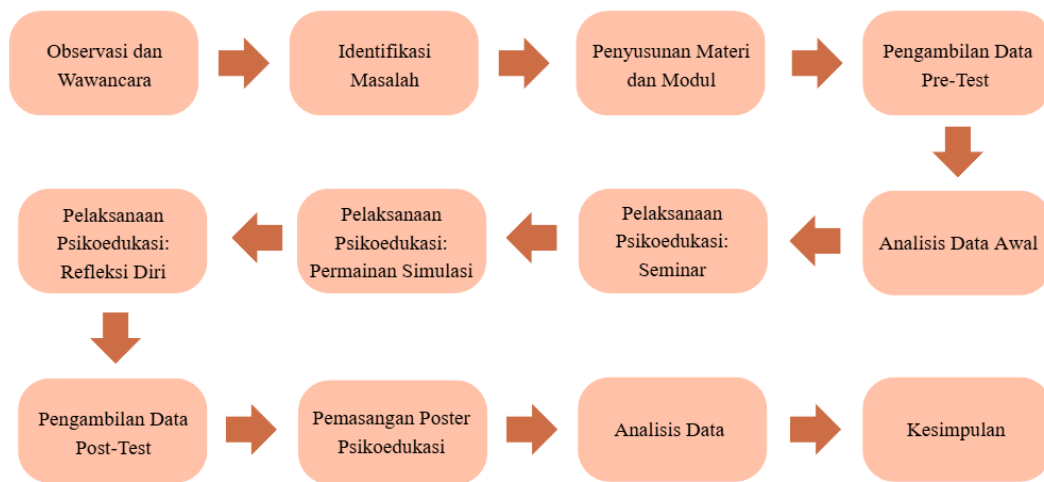 Observasi dan
Wawancara
Identifikasi
Masalah
Penyusunan Materi
dan Modul
Pengambilan Data
Pre-Test
Analisis Data Awal
Pelaksanaan
Psikoedukasi:
Seminar
Pelaksanaan
Psikoedukasi:
Permainan Simulasi
Pelaksanaan
Psikoedukasi:
Refleksi Diri
Pengambilan Data
Post-Test
Pemasangan Poster
Psikoedukasi
Analisis Data
Kesimpulan